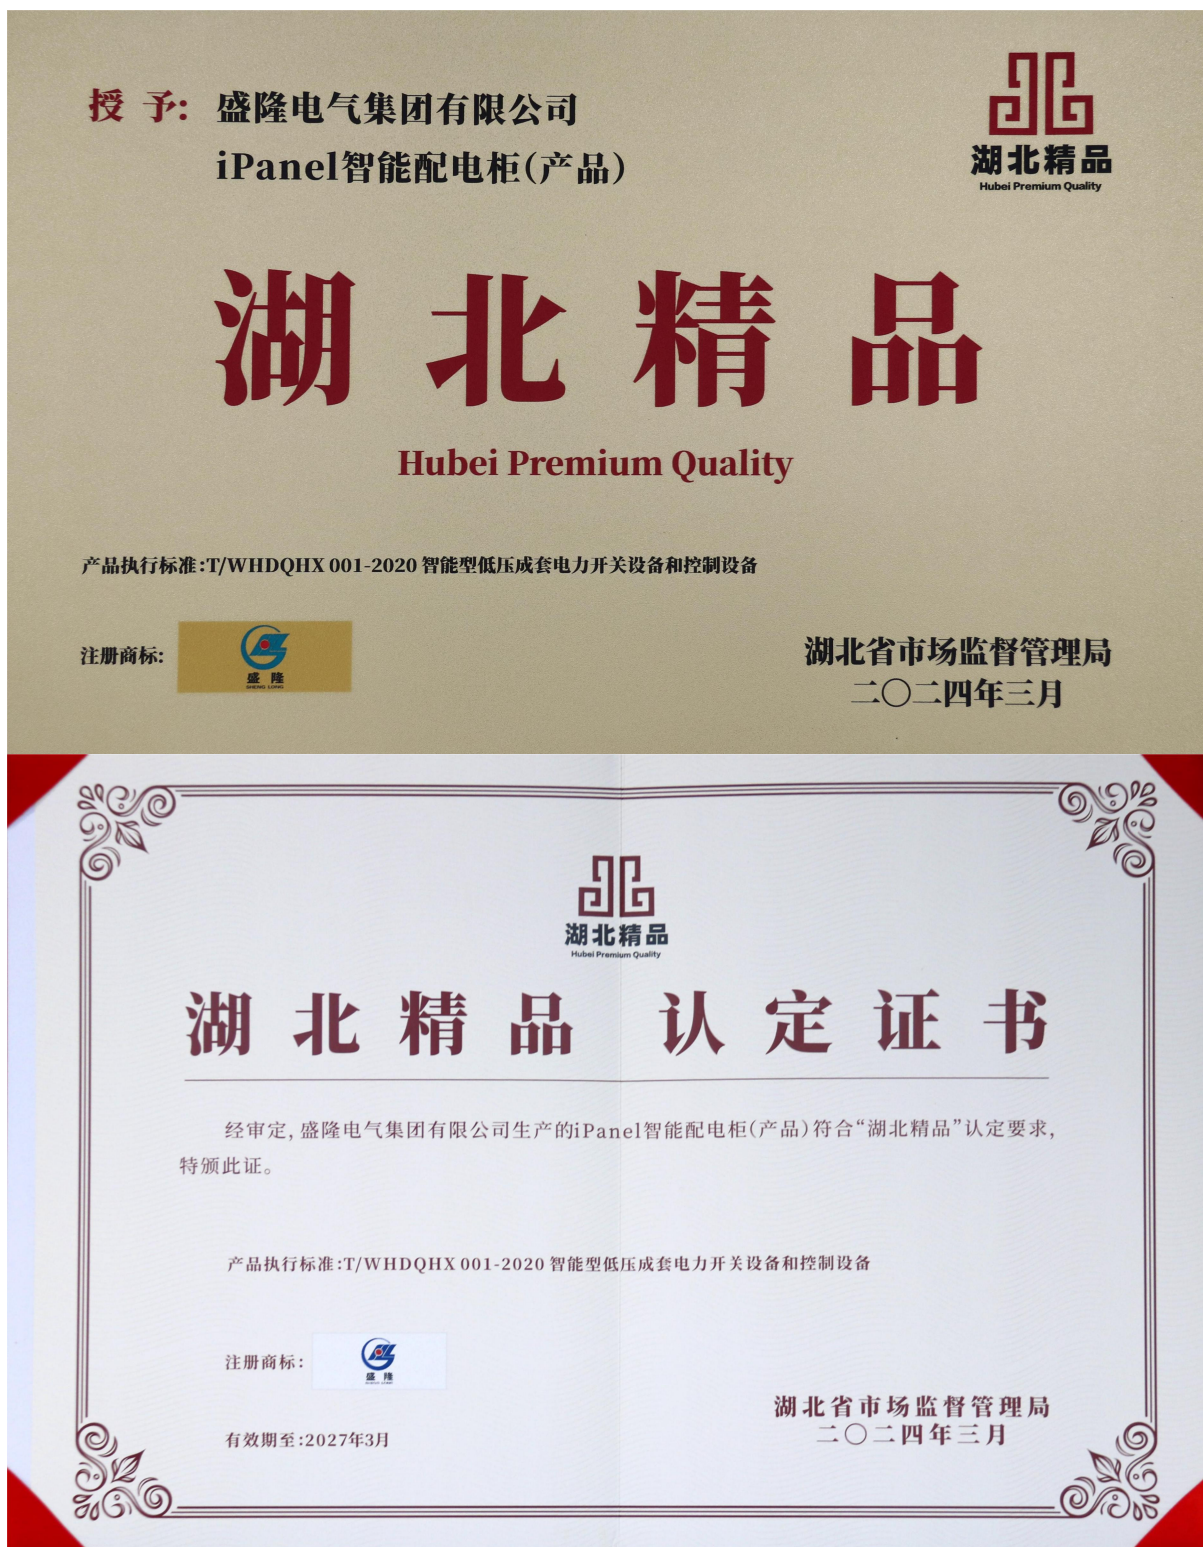 授 予: 盛隆电气集团有限公司
iPanel智能配电柜(产品)
湖北精品
Hubei Premium Quality
湖北精品
Hubei Premium Quality
产品执行标准:T/WHDQHX 001-2020 智能型低压成套电力开关设备和控制设备
注册商标:
盛 隆
SHENG LONG
湖北省市场监督管理局
二〇二四年三月
湖北精品
Hubei Premium Quality
湖北精品 认定证书
经审定, 盛隆电气集团有限公司生产的iPanel智能配电柜(产品)符合“湖北精品”认定要求,
特颁此证。
产品执行标准:T/WHDQHX 001-2020 智能型低压成套电力开关设备和控制设备
注册商标:
盛 隆
有效期至:2027年3月
湖北省市场监督管理局
二〇二四年三月